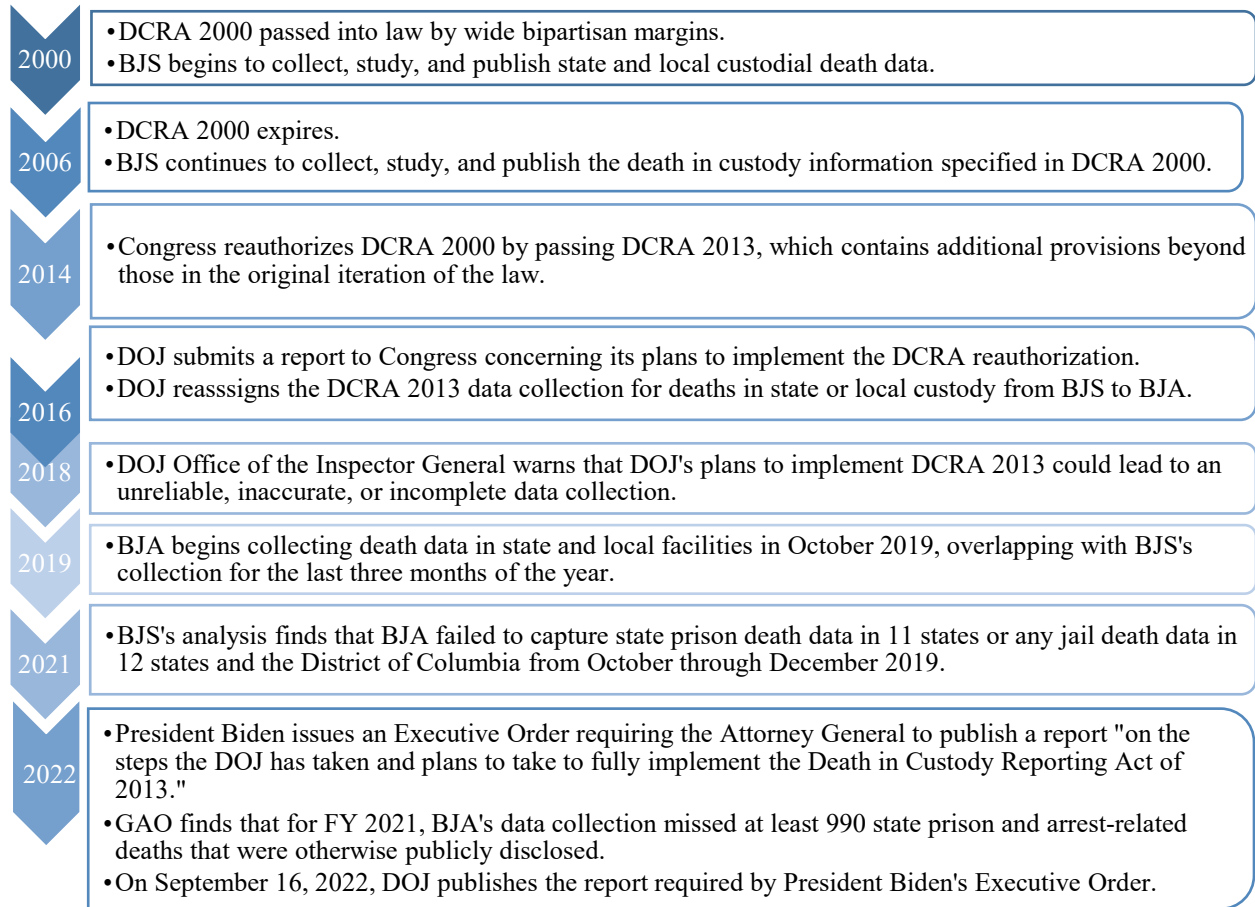 2000
•DCRA 2000 passed into law by wide bipartisan margins.
•BJS begins to collect, study, and publish state and local custodial death data.
2006
•DCRA 2000 expires.
•BJS continues to collect, study, and publish the death in custody information specified in DCRA 2000.
2014
•Congress reauthorizes DCRA 2000 by passing DCRA 2013, which contains additional provisions beyond
those in the original iteration of the law.
2016
•DOJ submits a report to Congress concerning its plans to implement the DCRA reauthorization.
•DOJ reasssigns the DCRA 2013 data collection for deaths in state or local custody from BJS to BJA.
2018
•DOJ Office of the Inspector General warns that DOJ's plans to implement DCRA 2013 could lead to an
unreliable, inaccurate, or incomplete data collection.
2019
•BJA begins collecting death data in state and local facilities in October 2019, overlapping with BJS's
collection for the last three months of the year.
2021
•BJS's analysis finds that BJA failed to capture state prison death data in 11 states or any jail death data in
12 states and the District of Columbia from October through December 2019.
2022
•President Biden issues an Executive Order requiring the Attorney General to publish a report "on the
steps the DOJ has taken and plans to take to fully implement the Death in Custody Reporting Act of
2013."
•GAO finds that for FY 2021, BJA's data collection missed at least 990 state prison and arrest-related
deaths that were otherwise publicly disclosed.
•On September 16, 2022, DOJ publishes the report required by President Biden's Executive Order.